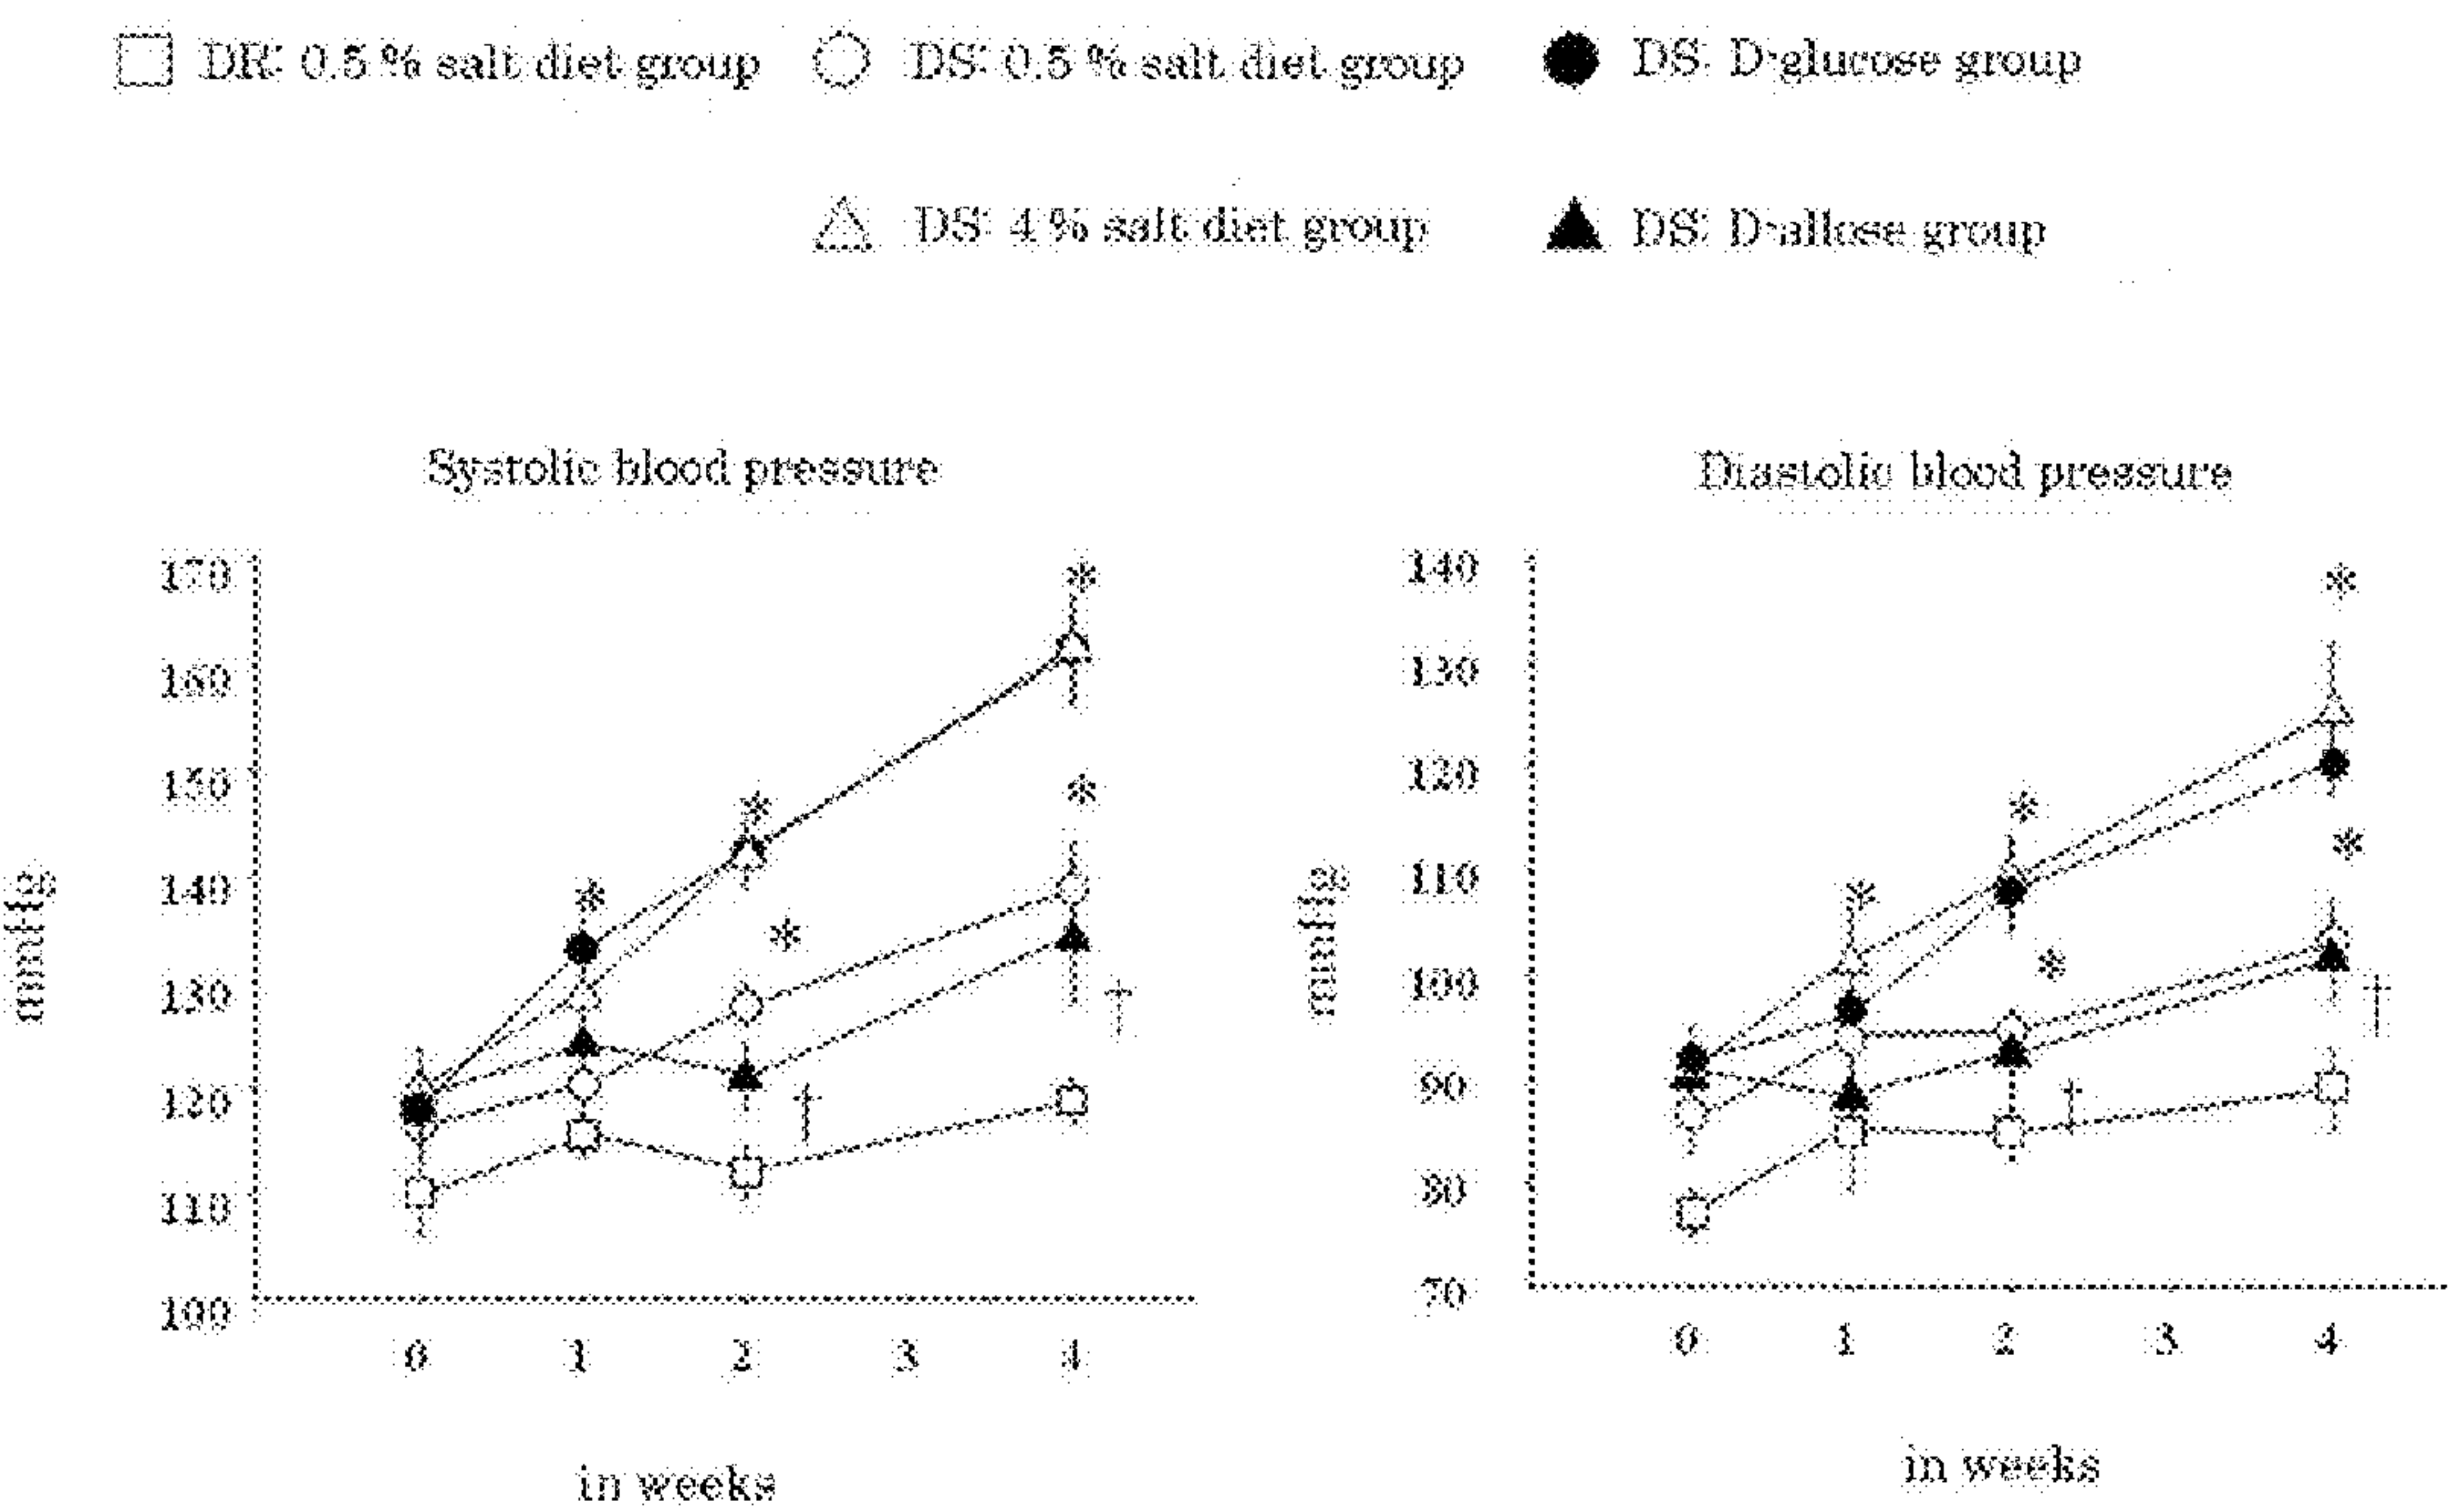 DR: 0.5 % salt diet group DS: 0.5 % salt diet group DS: D-glucose group
DS: 4 % salt diet group DS: D-allose group
Systolic blood pressure
Diastolic blood pressure
170
160
150
140
130
120
110
100
mmHg
0 1 2 3 4
in weeks
140
130
120
110
100
90
80
70
mmHg
0 1 2 3 4
in weeks
* * * * *
† †
* * * * *
† †